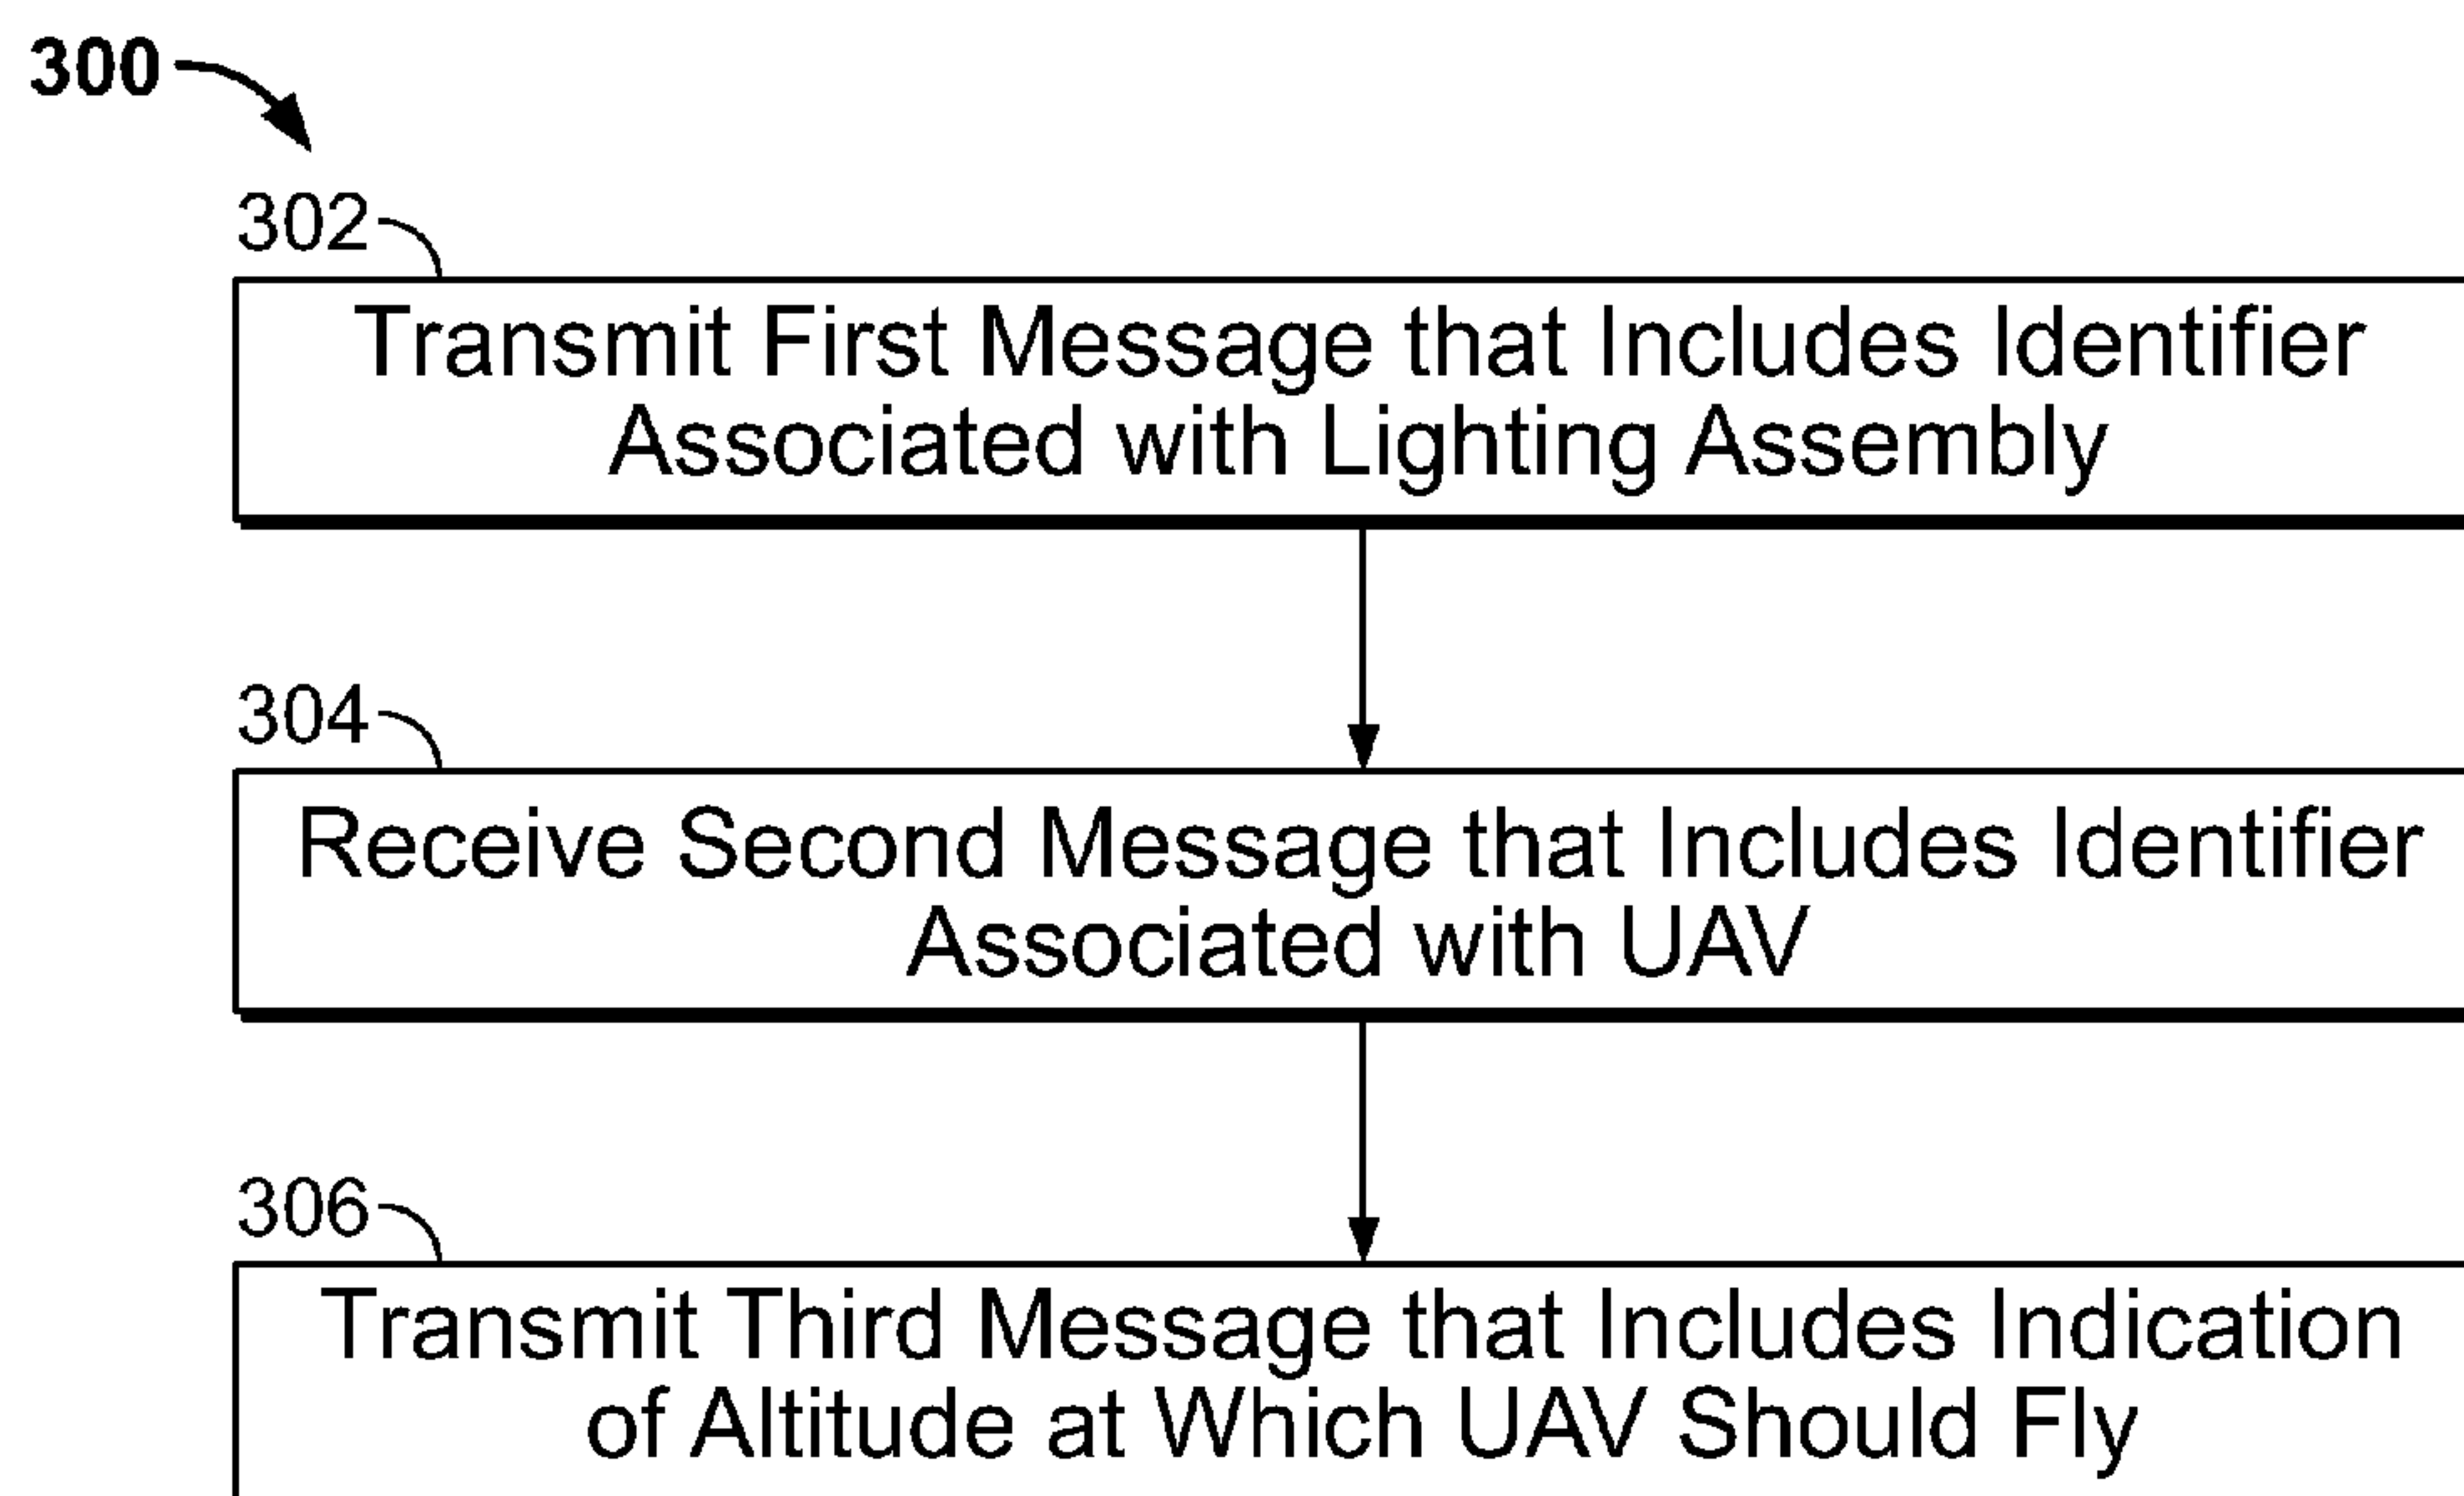 300
302
Transmit First Message that Includes Identifier
Associated with Lighting Assembly
304
Receive Second Message that Includes Identifier
Associated with UAV
306
Transmit Third Message that Includes Indication
of Altitude at Which UAV Should Fly